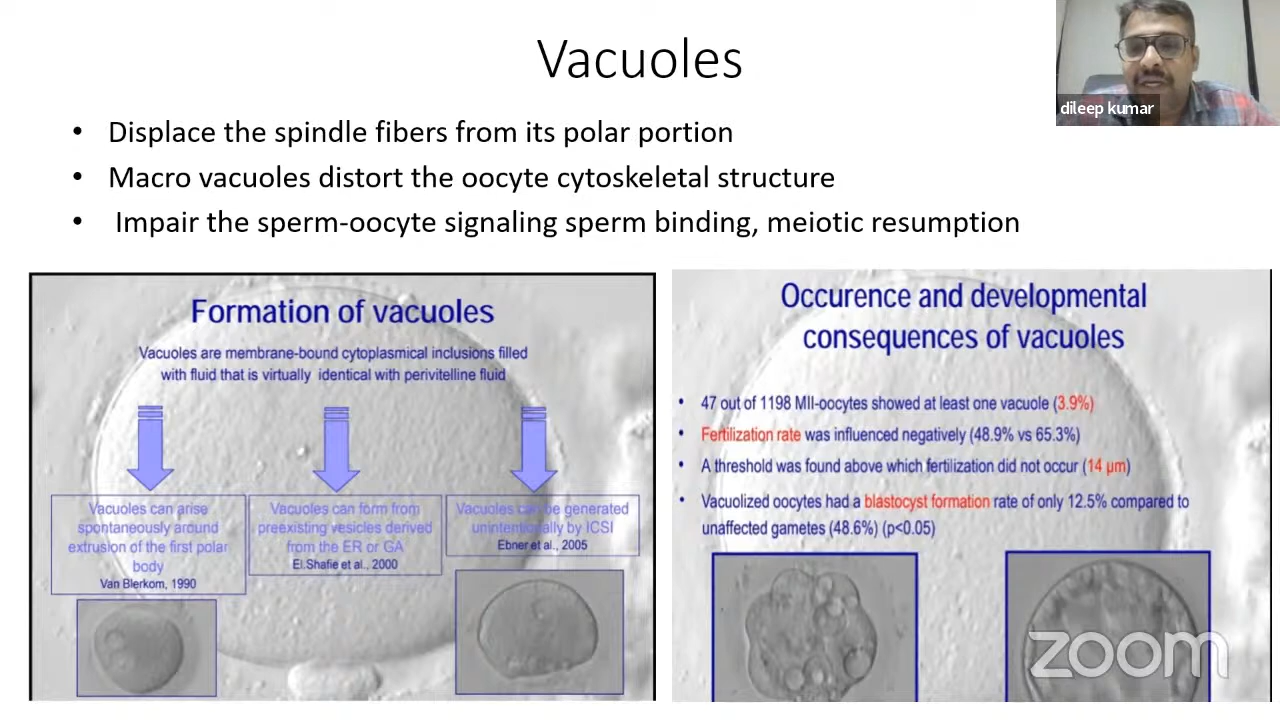 Vacuoles
dileep kumar
• Displace the spindle fibers from its polar portion
• Macro vacuoles distort the oocyte cytoskeletal structure
• Impair the sperm-oocyte signaling sperm binding, meiotic resumption
Formation of vacuoles
Vacuoles are membrane-bound cytoplasmical inclusions filled
with fluid that is virtually identical with perivitelline fluid
Vacuoles can arise
spontaneously around
extrusion of the first polar
body
Van Blerkom, 1990
Vacuoles can form from
preexisting vesicles derived
from the ER or GA
El Shafie et al., 2000
Vacuoles can be generated
unintentionally by ICSI
Ebner et al., 2005
Occurence and developmental
consequences of vacuoles
• 47 out of 1198 MII-oocytes showed at least one vacuole (3.9%)
• Fertilization rate was influenced negatively (48.9% vs 65.3%)
• A threshold was found above which fertilization did not occur (14 µm)
• Vacuolized oocytes had a blastocyst formation rate of only 12.5% compared to
unaffected gametes (48.6%) (p<0.05)
zoom